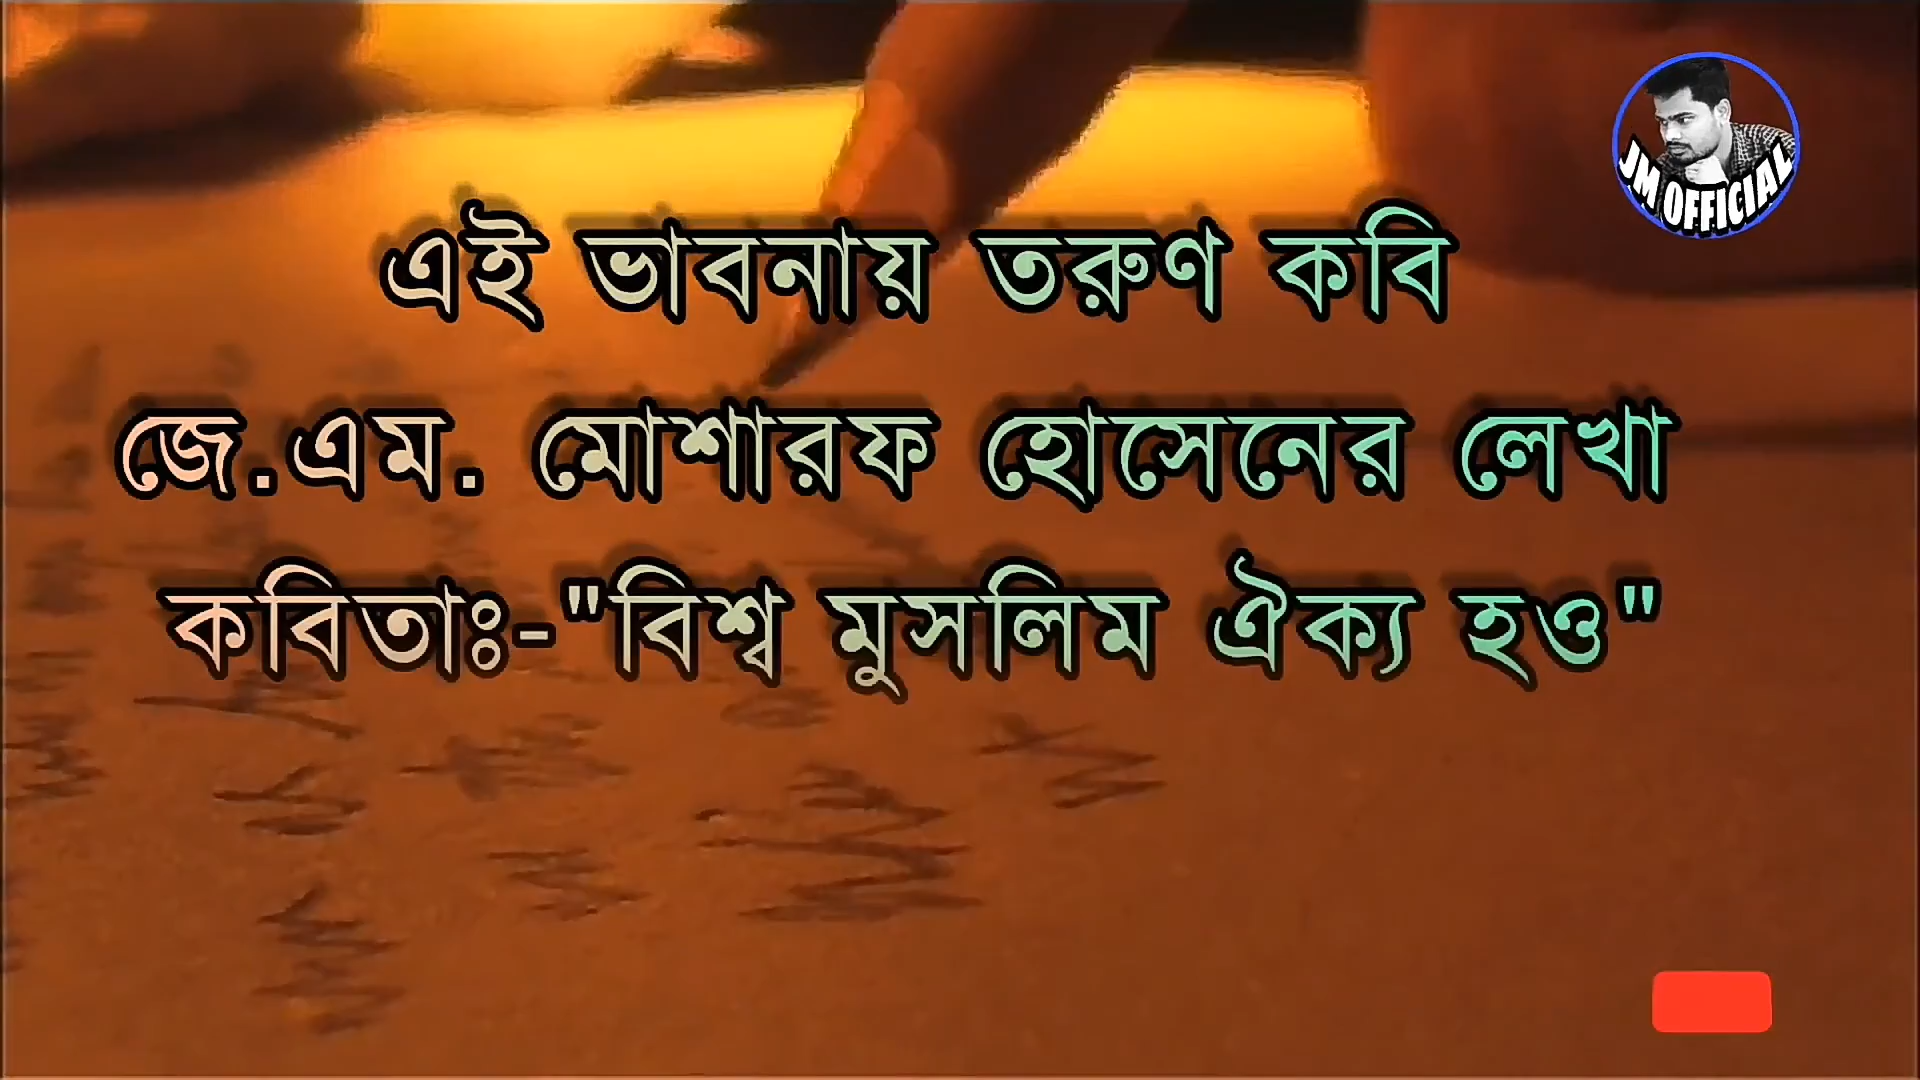 JM OFFICIAL
এই ভাবনায় তরুণ কবি
জে.এম. মোশারফ হোসেনের লেখা
কবিতাঃ-"বিশ্ব মুসলিম ঐক্য হও"